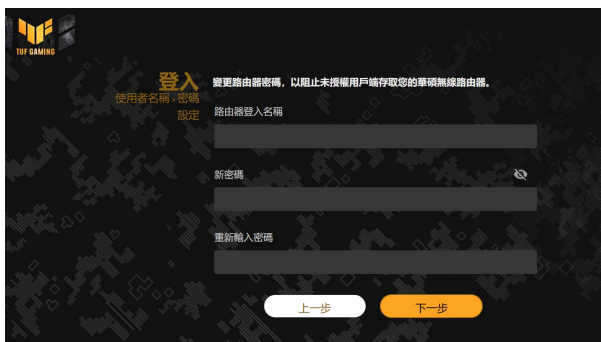 TUF GAMING
登入
使用者名稱、密碼
設定
變更路由器密碼，以阻止未授權用戶端存取您的華碩無線路由器。
路由器登入名稱
新密碼
重新輸入密碼
上一步
下一步